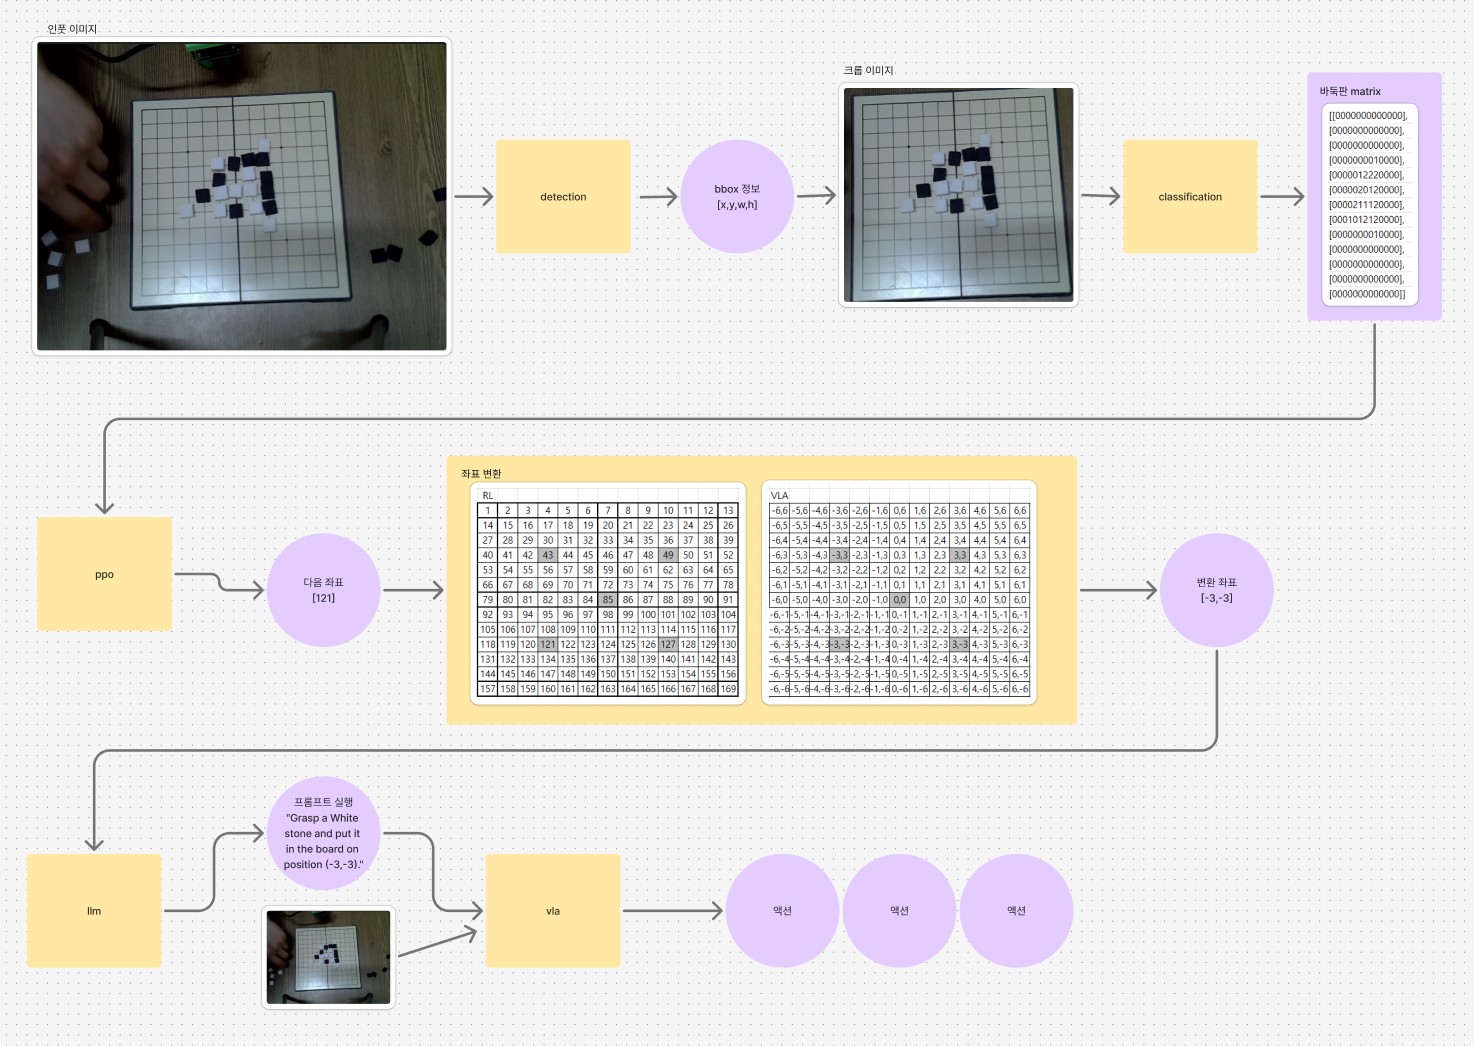 인풋 이미지
detection
bbox 정보
[x,y,w,h]
크롭 이미지
classification
바둑판 matrix
[[0000000000000],
[0000000000000],
[0000000000000],
[0000000010000],
[0000012220000],
[0000020120000],
[0000211120000],
[0001012120000],
[0000000010000],
[0000000000000],
[0000000000000],
[0000000000000],
[0000000000000]]
ppo
다음 좌표
[121]
좌표 변환
RL
1 2 3 4 5 6 7 8 9 10 11 12 13
14 15 16 17 18 19 20 21 22 23 24 25 26
27 28 29 30 31 32 33 34 35 36 37 38 39
40 41 42 43 44 45 46 47 48 49 50 51 52
53 54 55 56 57 58 59 60 61 62 63 64 65
66 67 68 69 70 71 72 73 74 75 76 77 78
79 80 81 82 83 84 85 86 87 88 89 90 91
92 93 94 95 96 97 98 99 100 101 102 103 104
105 106 107 108 109 110 111 112 113 114 115 116 117
118 119 120 121 122 123 124 125 126 127 128 129 130
131 132 133 134 135 136 137 138 139 140 141 142 143
144 145 146 147 148 149 150 151 152 153 154 155 156
157 158 159 160 161 162 163 164 165 166 167 168 169
VLA
-6,6 -5,6 -4,6 -3,6 -2,6 -1,6 0,6 1,6 2,6 3,6 4,6 5,6 6,6
-6,5 -5,5 -4,5 -3,5 -2,5 -1,5 0,5 1,5 2,5 3,5 4,5 5,5 6,5
-6,4 -5,4 -4,4 -3,4 -2,4 -1,4 0,4 1,4 2,4 3,4 4,4 5,4 6,4
-6,3 -5,3 -4,3 -3,3 -2,3 -1,3 0,3 1,3 2,3 3,3 4,3 5,3 6,3
-6,2 -5,2 -4,2 -3,2 -2,2 -1,2 0,2 1,2 2,2 3,2 4,2 5,2 6,2
-6,1 -5,1 -4,1 -3,1 -2,1 -1,1 0,1 1,1 2,1 3,1 4,1 5,1 6,1
-6,0 -5,0 -4,0 -3,0 -2,0 -1,0 0,0 1,0 2,0 3,0 4,0 5,0 6,0
-6,-1 -5,-1 -4,-1 -3,-1 -2,-1 -1,-1 0,-1 1,-1 2,-1 3,-1 4,-1 5,-1 6,-1
-6,-2 -5,-2 -4,-2 -3,-2 -2,-2 -1,-2 0,-2 1,-2 2,-2 3,-2 4,-2 5,-2 6,-2
-6,-3 -5,-3 -4,-3 -3,-3 -2,-3 -1,-3 0,-3 1,-3 2,-3 3,-3 4,-3 5,-3 6,-3
-6,-4 -5,-4 -4,-4 -3,-4 -2,-4 -1,-4 0,-4 1,-4 2,-4 3,-4 4,-4 5,-4 6,-4
-6,-5 -5,-5 -4,-5 -3,-5 -2,-5 -1,-5 0,-5 1,-5 2,-5 3,-5 4,-5 5,-5 6,-5
-6,-6 -5,-6 -4,-6 -3,-6 -2,-6 -1,-6 0,-6 1,-6 2,-6 3,-6 4,-6 5,-6 6,-6
변환 좌표
[-3,-3]
llm
프롬프트 실행
"Grasp a White
stone and put it
in the board on
position (-3,-3)."
vla
액션
액션
액션